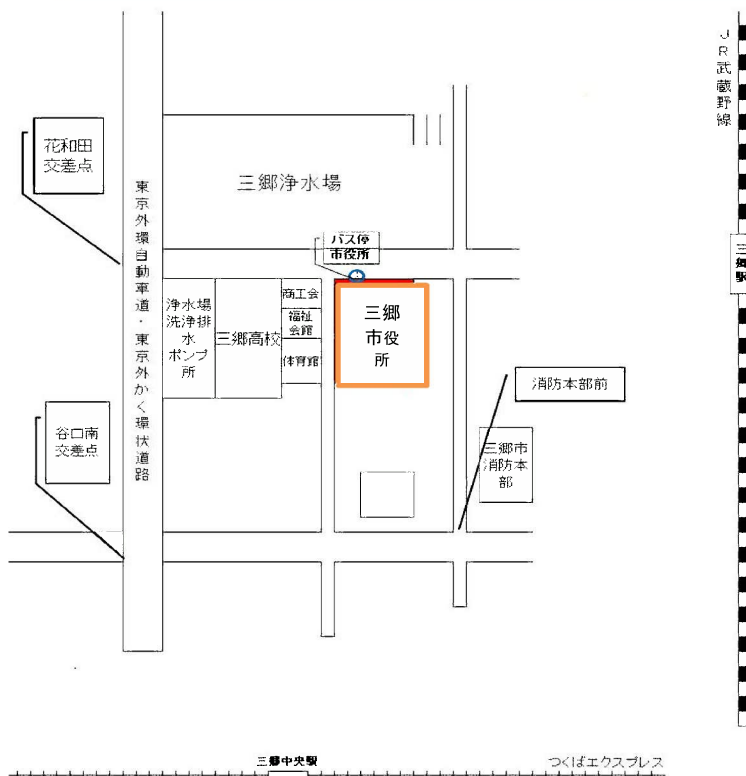 JR武蔵野線
花和田
交差点
三郷浄水場
東京外環自動車道・東京外かく環状道路
バス停
市役所
三郷駅
浄水場
洗浄排
水
ポンプ
所
三郷高校
商工会
福祉
会館
体育館
三郷
市役
所
消防本部前
谷口南
交差点
三郷市
消防本
部
三郷中央駅
つくばエクスプレス